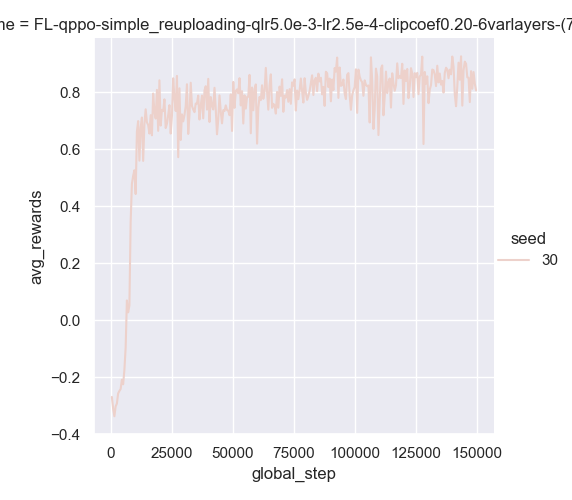 me = FL-qppo-simple_reuploading-qlr5.0e-3-lr2.5e-4-clipcoef0.20-6varlayers-(7
0.8
0.6
0.4
0.2
0.0
−0.2
−0.4
avg_rewards
0 25000 50000 75000 100000 125000 150000
global_step
seed
30